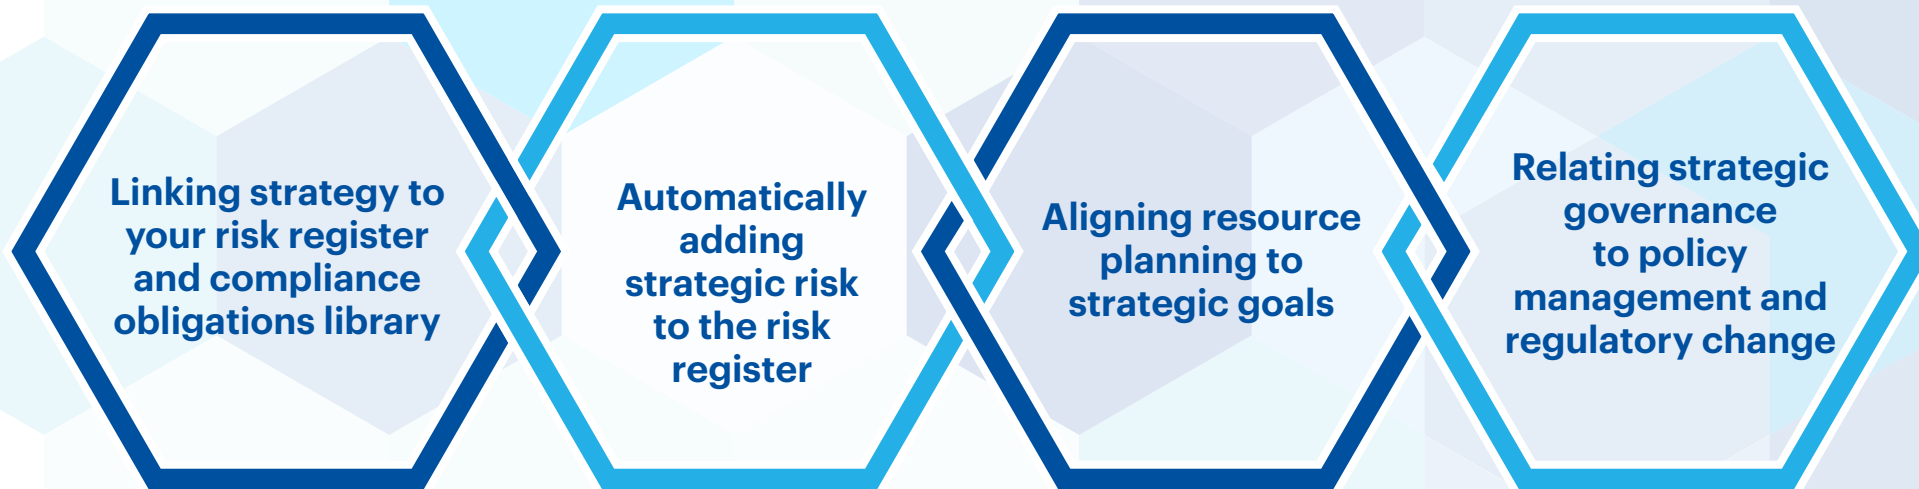 Linking strategy to
your risk register
and compliance
obligations library
Automatically
adding
strategic risk
to the risk
register
Aligning resource
planning to
strategic goals
Relating strategic
governance
to policy
management and
regulatory change